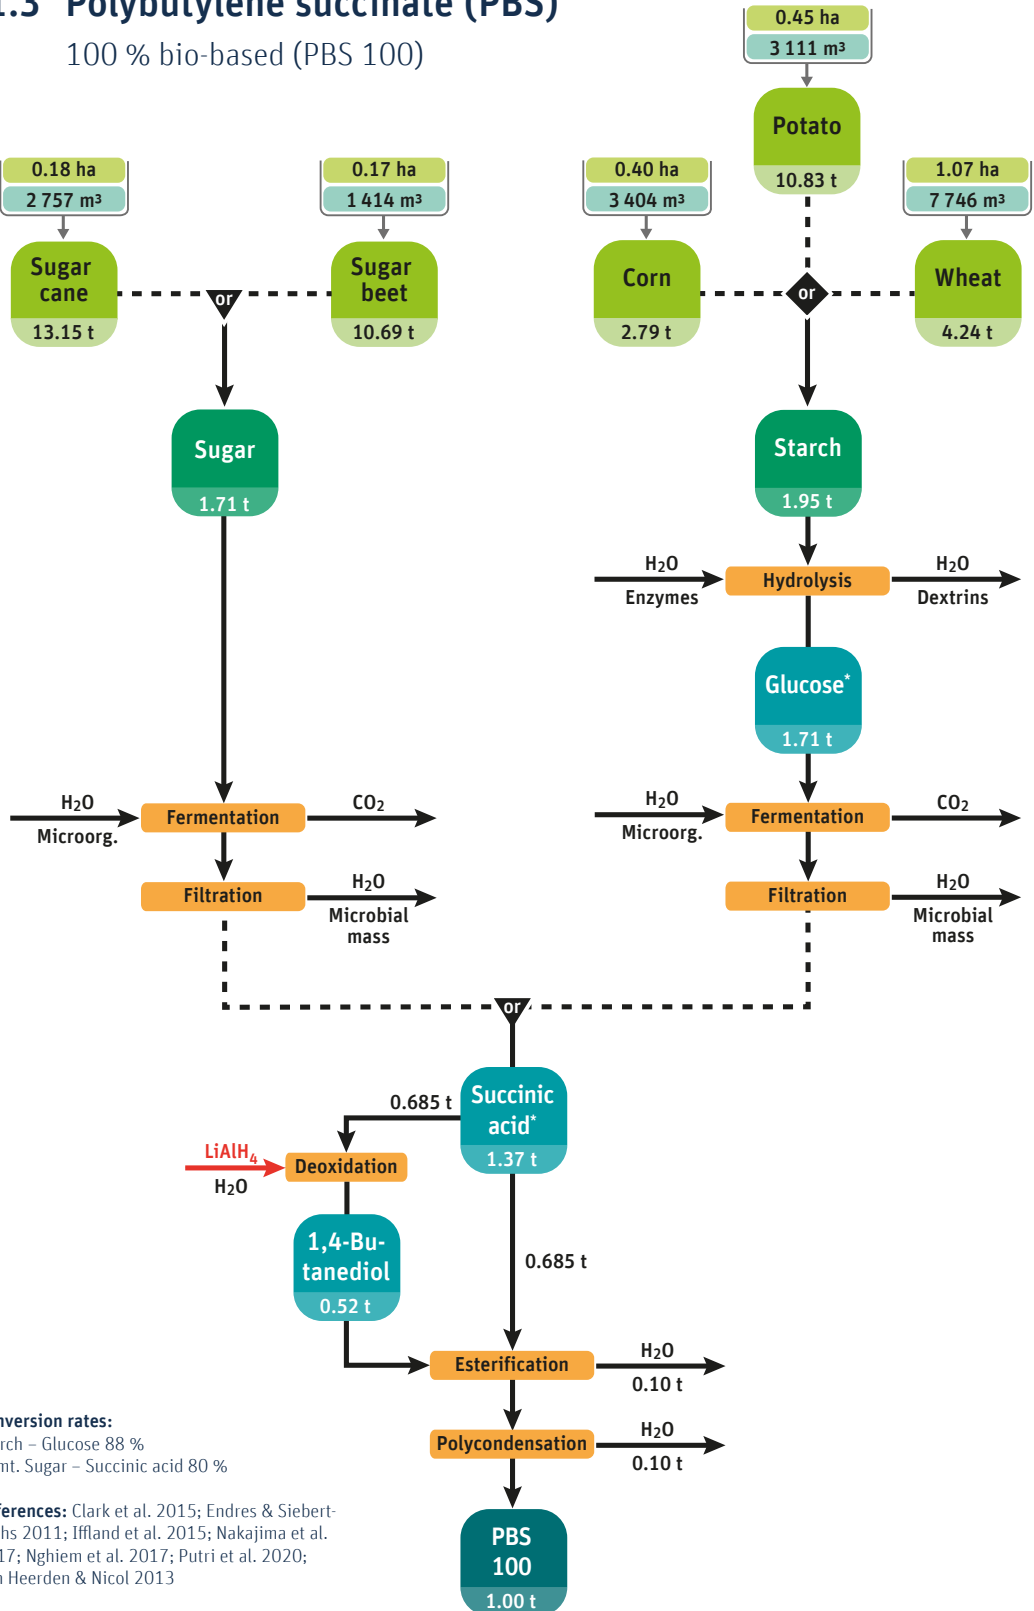 1.3 Polybutylene succinate (PBS)
100 % bio-based (PBS 100)
0.45 ha
3 111 m³
Potato
10.83 t
0.18 ha
2 757 m³
Sugar
cane
13.15 t
or
0.17 ha
1 414 m³
Sugar
beet
10.69 t
0.40 ha
3 404 m³
Corn
2.79 t
or
1.07 ha
7 746 m³
Wheat
4.24 t
Sugar
1.71 t
Starch
1.95 t
H₂O
Enzymes
Hydrolysis
H₂O
Dextrins
Glucose*
1.71 t
H₂O
Microorg.
Fermentation
CO₂
H₂O
Microorg.
Fermentation
CO₂
Filtration
H₂O
Microbial
mass
Filtration
H₂O
Microbial
mass
or
Succinic
acid*
1.37 t
0.685 t
LiAlH₄
H₂O
Deoxidation
1,4-Bu-
tanediol
0.52 t
0.685 t
Esterification
H₂O
0.10 t
Polycondensation
H₂O
0.10 t
PBS
100
1.00 t
nversion rates:
rch – Glucose 88 %
mt. Sugar – Succinic acid 80 %
ferences: Clark et al. 2015; Endres & Siebert-
hs 2011; Iffland et al. 2015; Nakajima et al.
17; Nghiem et al. 2017; Putri et al. 2020;
n Heerden & Nicol 2013